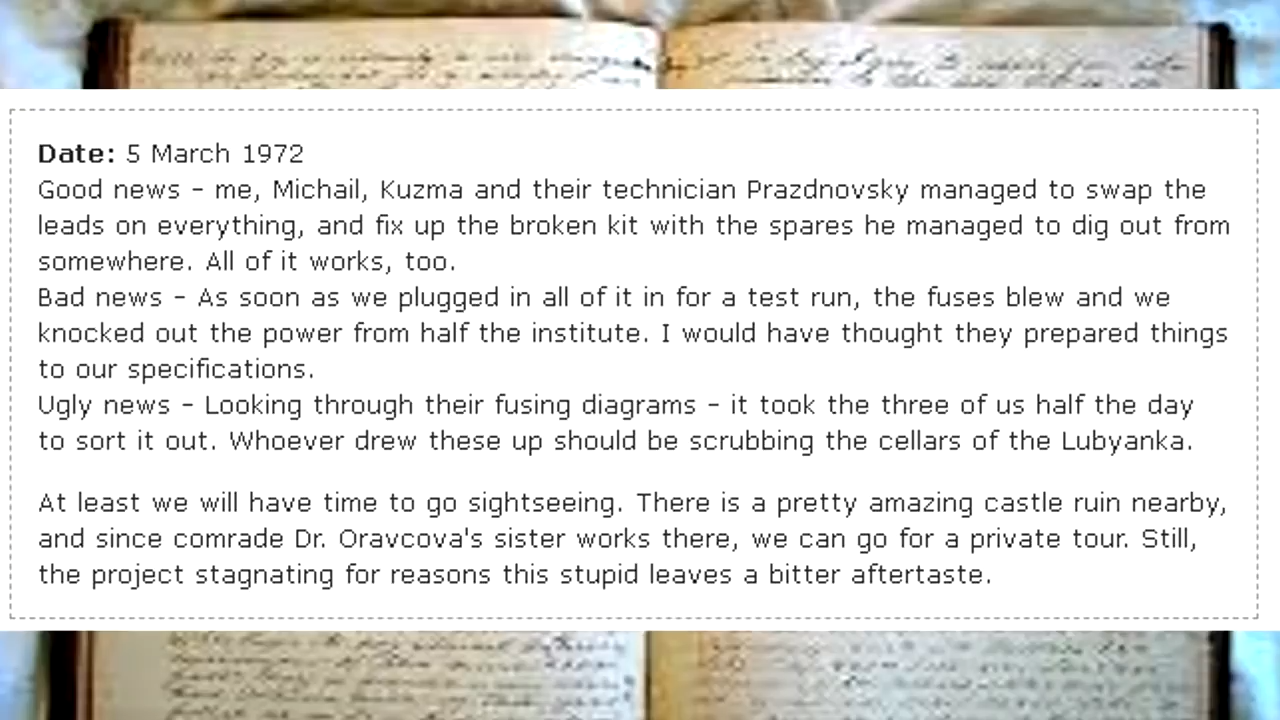 Date: 5 March 1972
Good news – me, Michail, Kuzma and their technician Prazdnovsky managed to swap the
leads on everything, and fix up the broken kit with the spares he managed to dig out from
somewhere. All of it works, too.
Bad news – As soon as we plugged in all of it in for a test run, the fuses blew and we
knocked out the power from half the institute. I would have thought they prepared things
to our specifications.
Ugly news – Looking through their fusing diagrams – it took the three of us half the day
to sort it out. Whoever drew these up should be scrubbing the cellars of the Lubyanka.
At least we will have time to go sightseeing. There is a pretty amazing castle ruin nearby,
and since comrade Dr. Oravcova's sister works there, we can go for a private tour. Still,
the project stagnating for reasons this stupid leaves a bitter aftertaste.